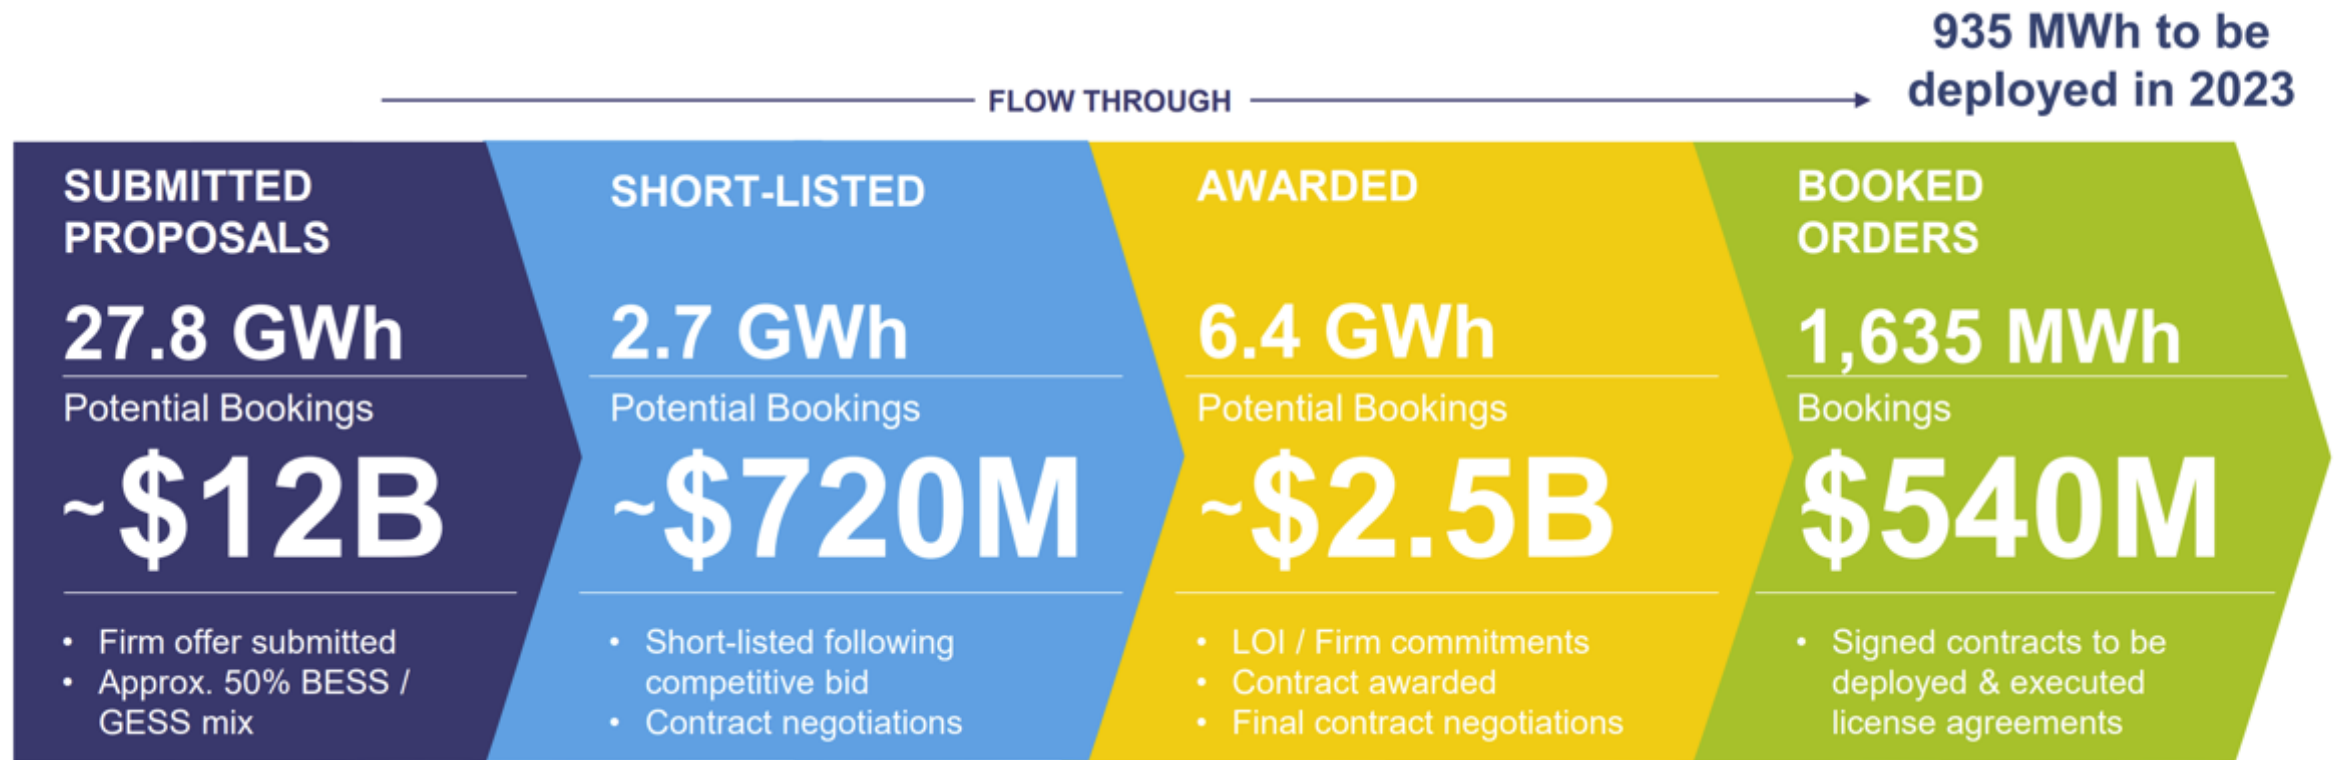 935 MWh to be
deployed in 2023
FLOW THROUGH
SUBMITTED
PROPOSALS
27.8 GWh
Potential Bookings
~$12B
• Firm offer submitted
• Approx. 50% BESS /
GESS mix
SHORT-LISTED
2.7 GWh
Potential Bookings
~$720M
• Short-listed following
competitive bid
• Contract negotiations
AWARDED
6.4 GWh
Potential Bookings
~$2.5B
• LOI / Firm commitments
• Contract awarded
• Final contract negotiations
BOOKED
ORDERS
1,635 MWh
Bookings
$540M
• Signed contracts to be
deployed & executed
license agreements